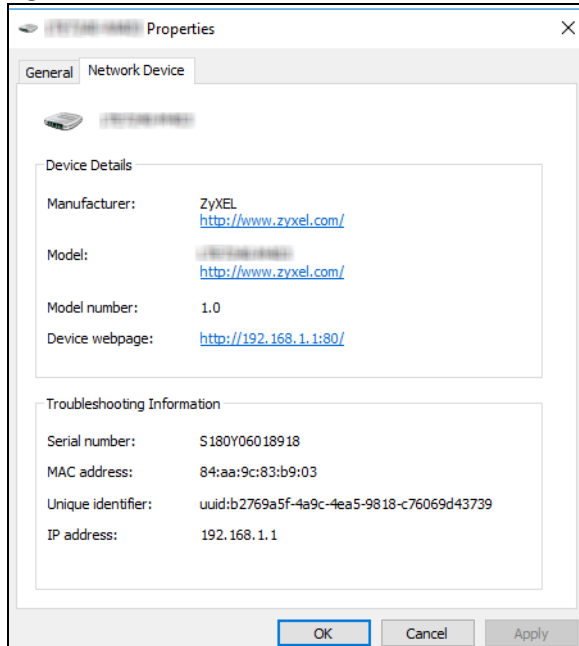 Properties
General Network Device
Device Details
Manufacturer: ZyXEL
http://www.zyxel.com/
Model:
http://www.zyxel.com/
Model number: 1.0
Device webpage: http://192.168.1.1:80/
Troubleshooting Information
Serial number: S180Y06018918
MAC address: 84:aa:9c:83:b9:03
Unique identifier: uuid:b2769a5f-4a9c-4ea5-9818-c76069d43739
IP address: 192.168.1.1
OK Cancel Apply